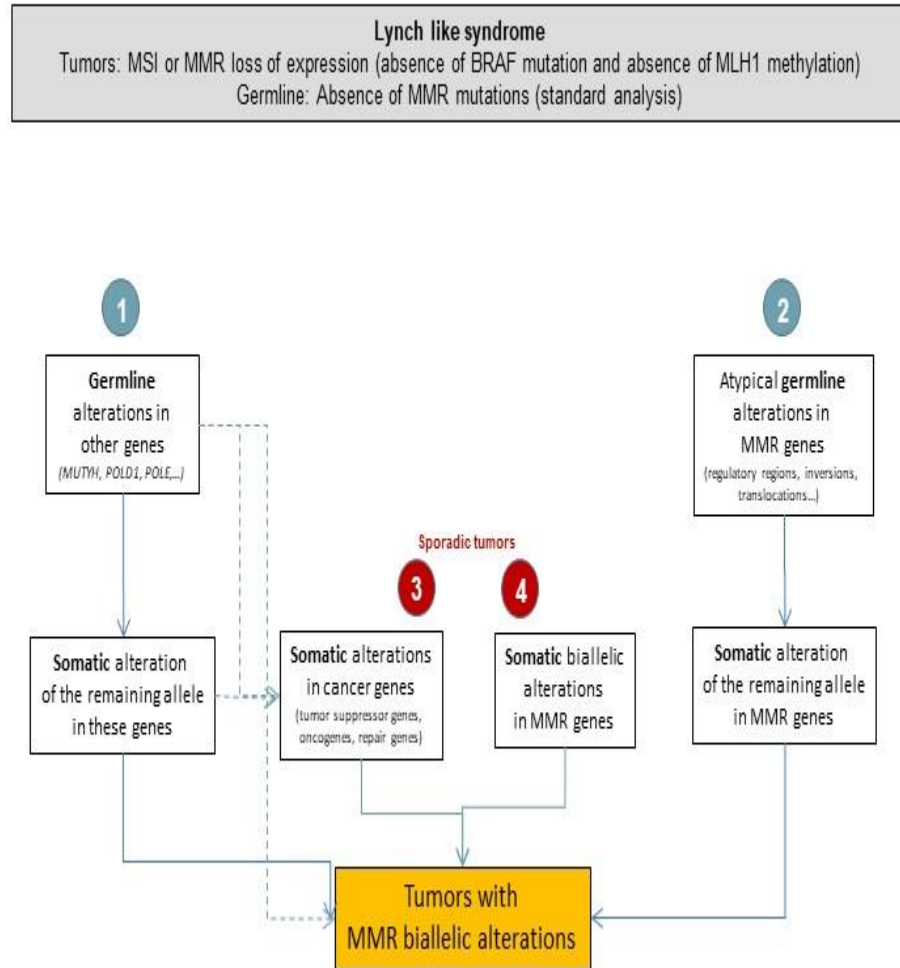 Lynch like syndrome
Tumors: MSI or MMR loss of expression (absence of BRAF mutation and absence of MLH1 methylation)
Germline: Absence of MMR mutations (standard analysis)
1
2
Germline
alterations in
other genes
(MUTYH, POLD1, POLE,...)
Atypical germline
alterations in
MMR genes
(regulatory regions, inversions,
translocations...)
Sporadic tumors
3
4
Somatic alteration
of the remaining allele
in these genes
Somatic alterations
in cancer genes
(tumor suppressor genes,
oncogenes, repair genes)
Somatic biallelic
alterations
in MMR genes
Somatic alteration
of the remaining allele
in MMR genes
Tumors with
MMR biallelic alterations